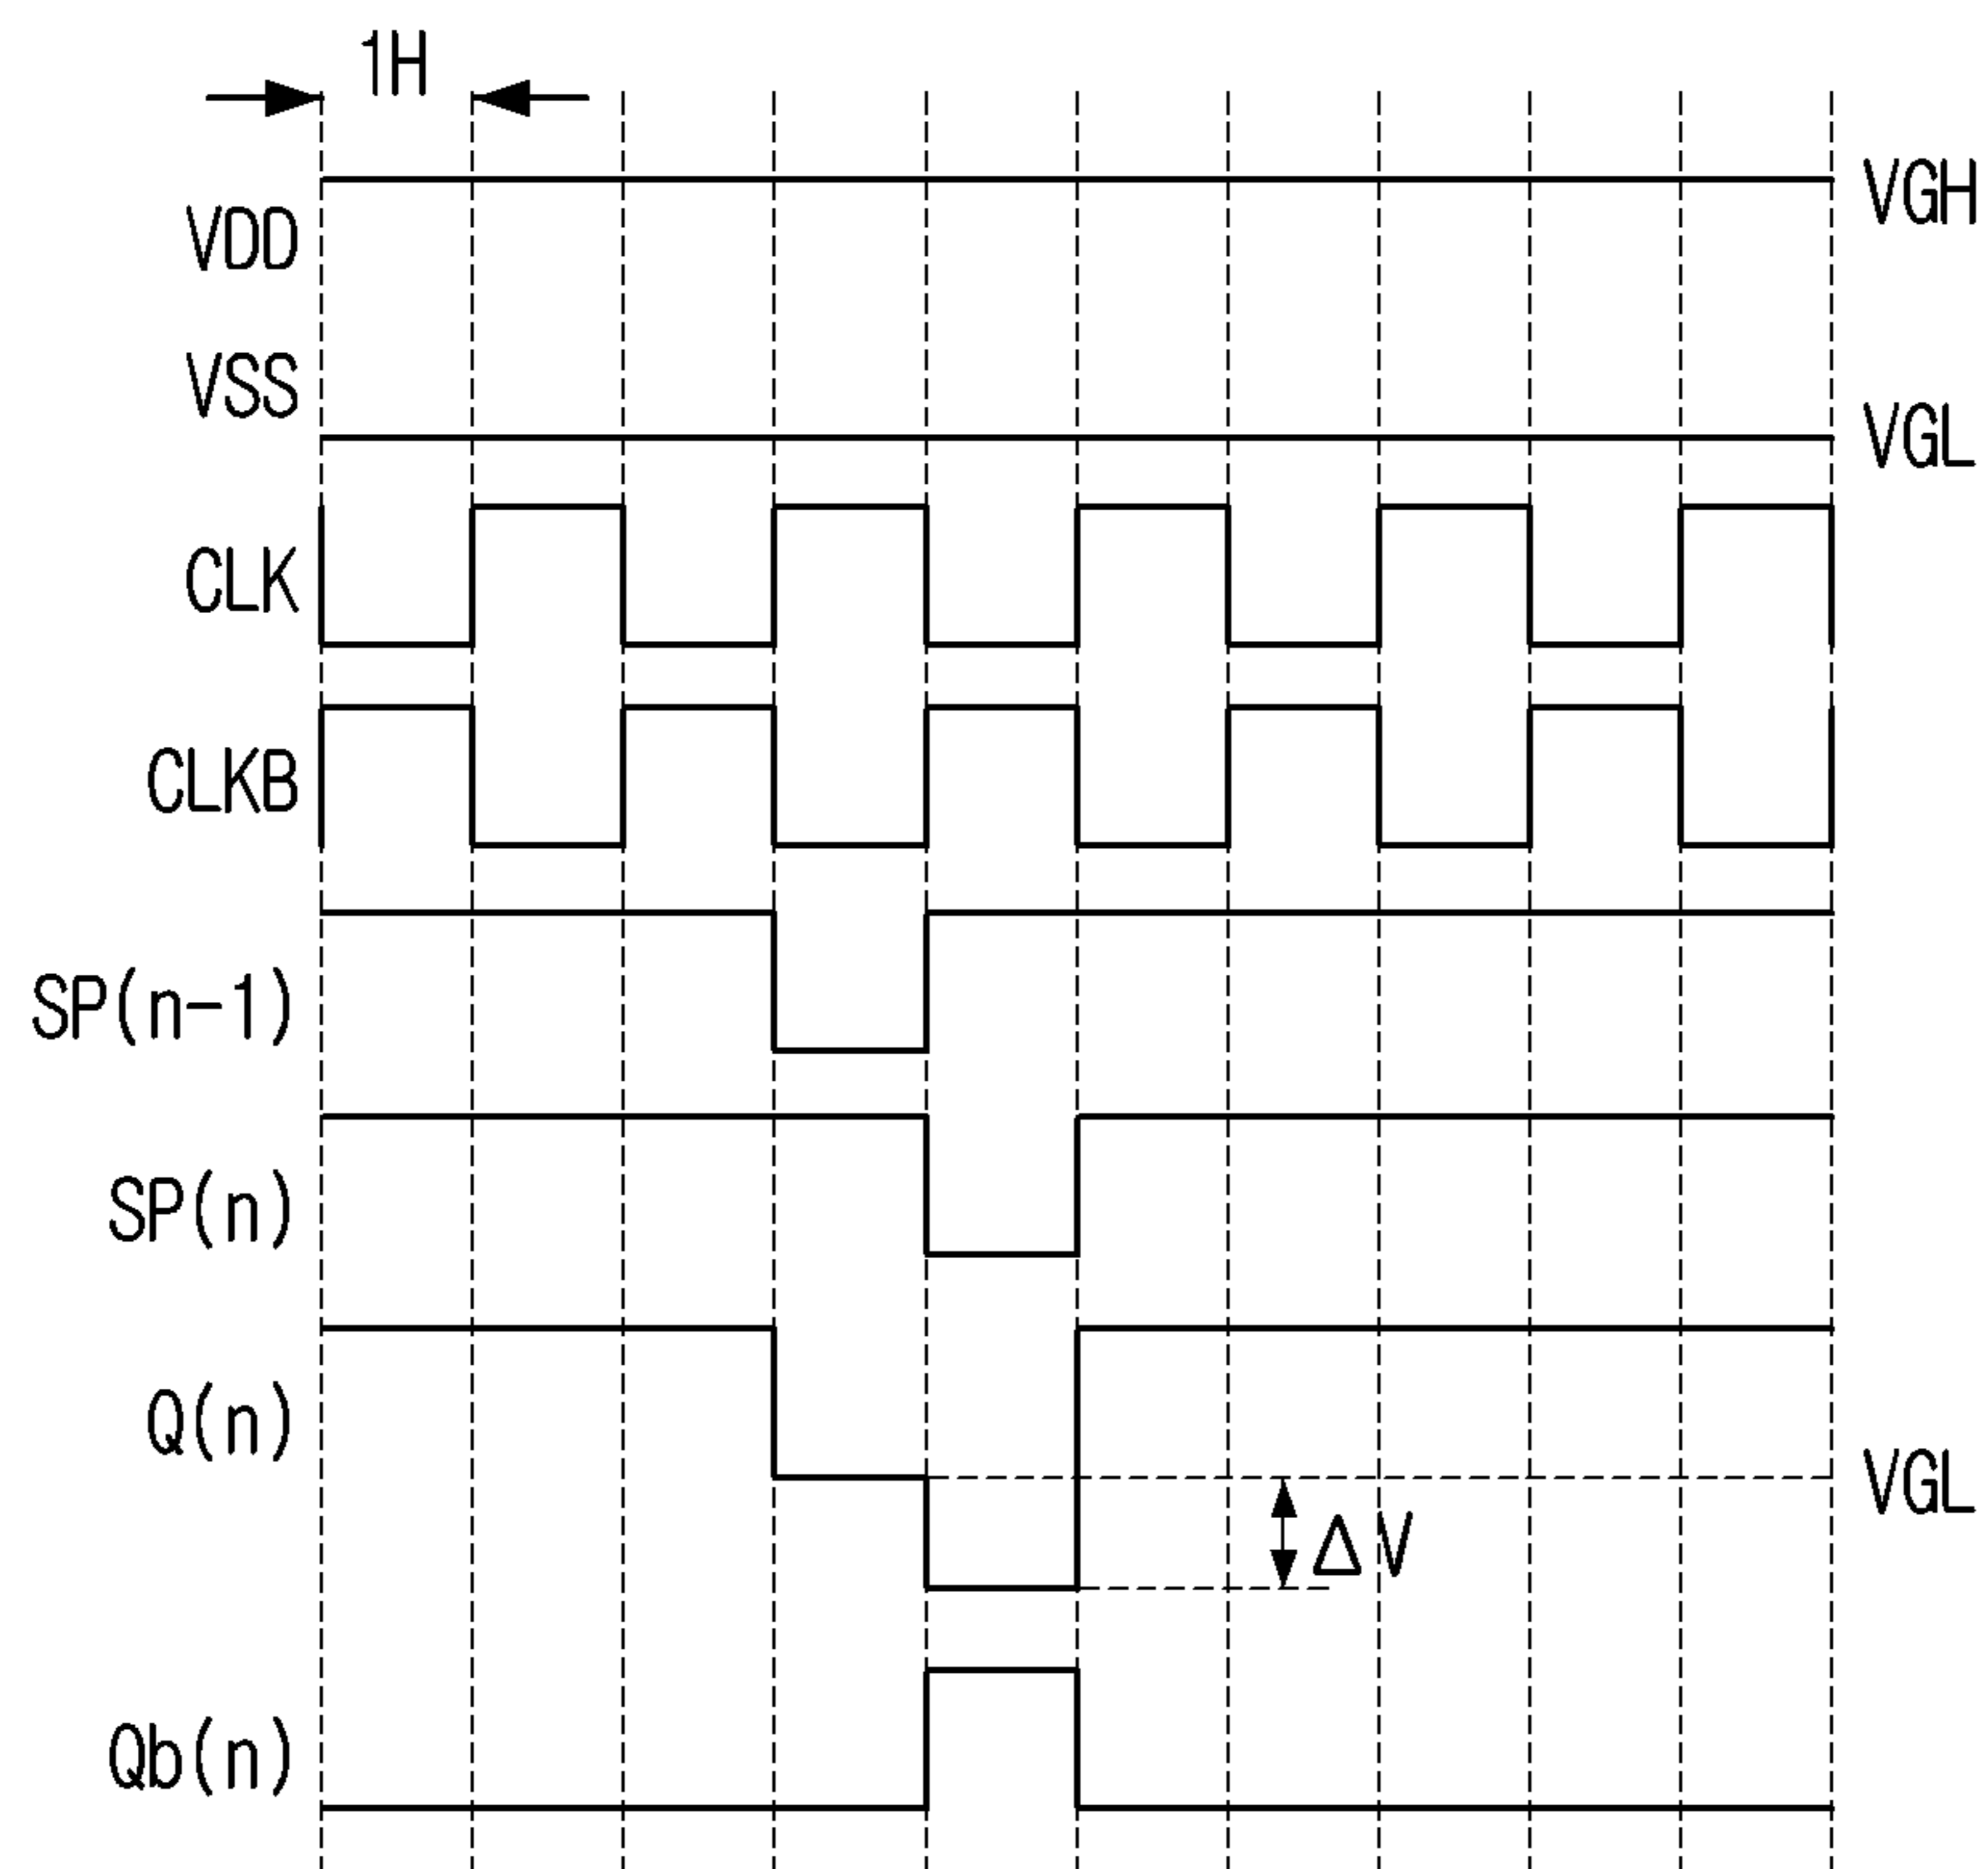 1H
VGH
VDD
VSS
VGL
CLK
CLKB
SP(n-1)
SP(n)
Q(n)
VGL
ΔV
Qb(n)